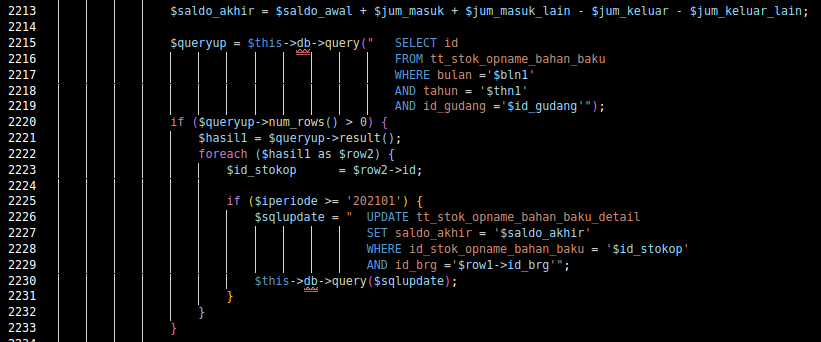 2213 $saldo_akhir = $saldo_awal + $jum_masuk + $jum_masuk_lain - $jum_keluar - $jum_keluar_lain;
2214
2215 $queryup = $this->db->query("   SELECT id
2216 FROM tt_stok_opname_bahan_baku
2217 WHERE bulan ='$bln1'
2218 AND tahun = '$thn1'
2219 AND id_gudang ='$id_gudang'");
2220 if ($queryup->num_rows() > 0) {
2221 $hasil1 = $queryup->result();
2222 foreach ($hasil1 as $row2) {
2223 $id_stokop      = $row2->id;
2224
2225 if ($iperiode >= '202101') {
2226 $sqlupdate = "  UPDATE tt_stok_opname_bahan_baku_detail
2227 SET saldo_akhir = '$saldo_akhir'
2228 WHERE id_stok_opname_bahan_baku = '$id_stokop'
2229 AND id_brg ='$row1->id_brg'";
2230 $this->db->query($sqlupdate);
2231 }
2232 }
2233 }
2234